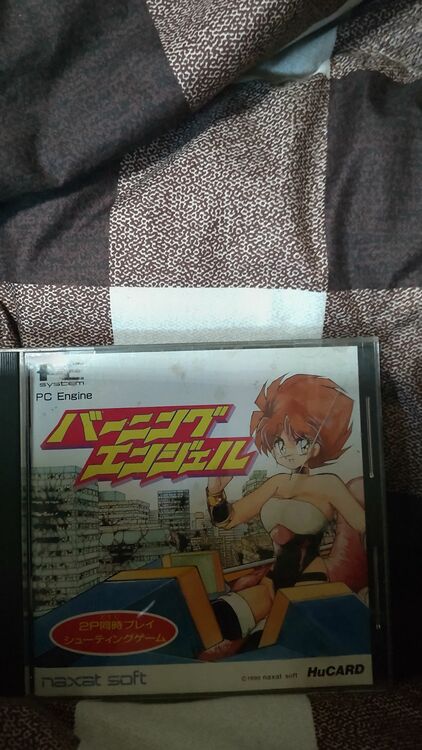 system
PC Engine
バーニング
エンジェル
2P同時プレイ
シューティングゲーム
naxat soft
©1990 naxat soft
HuCARD